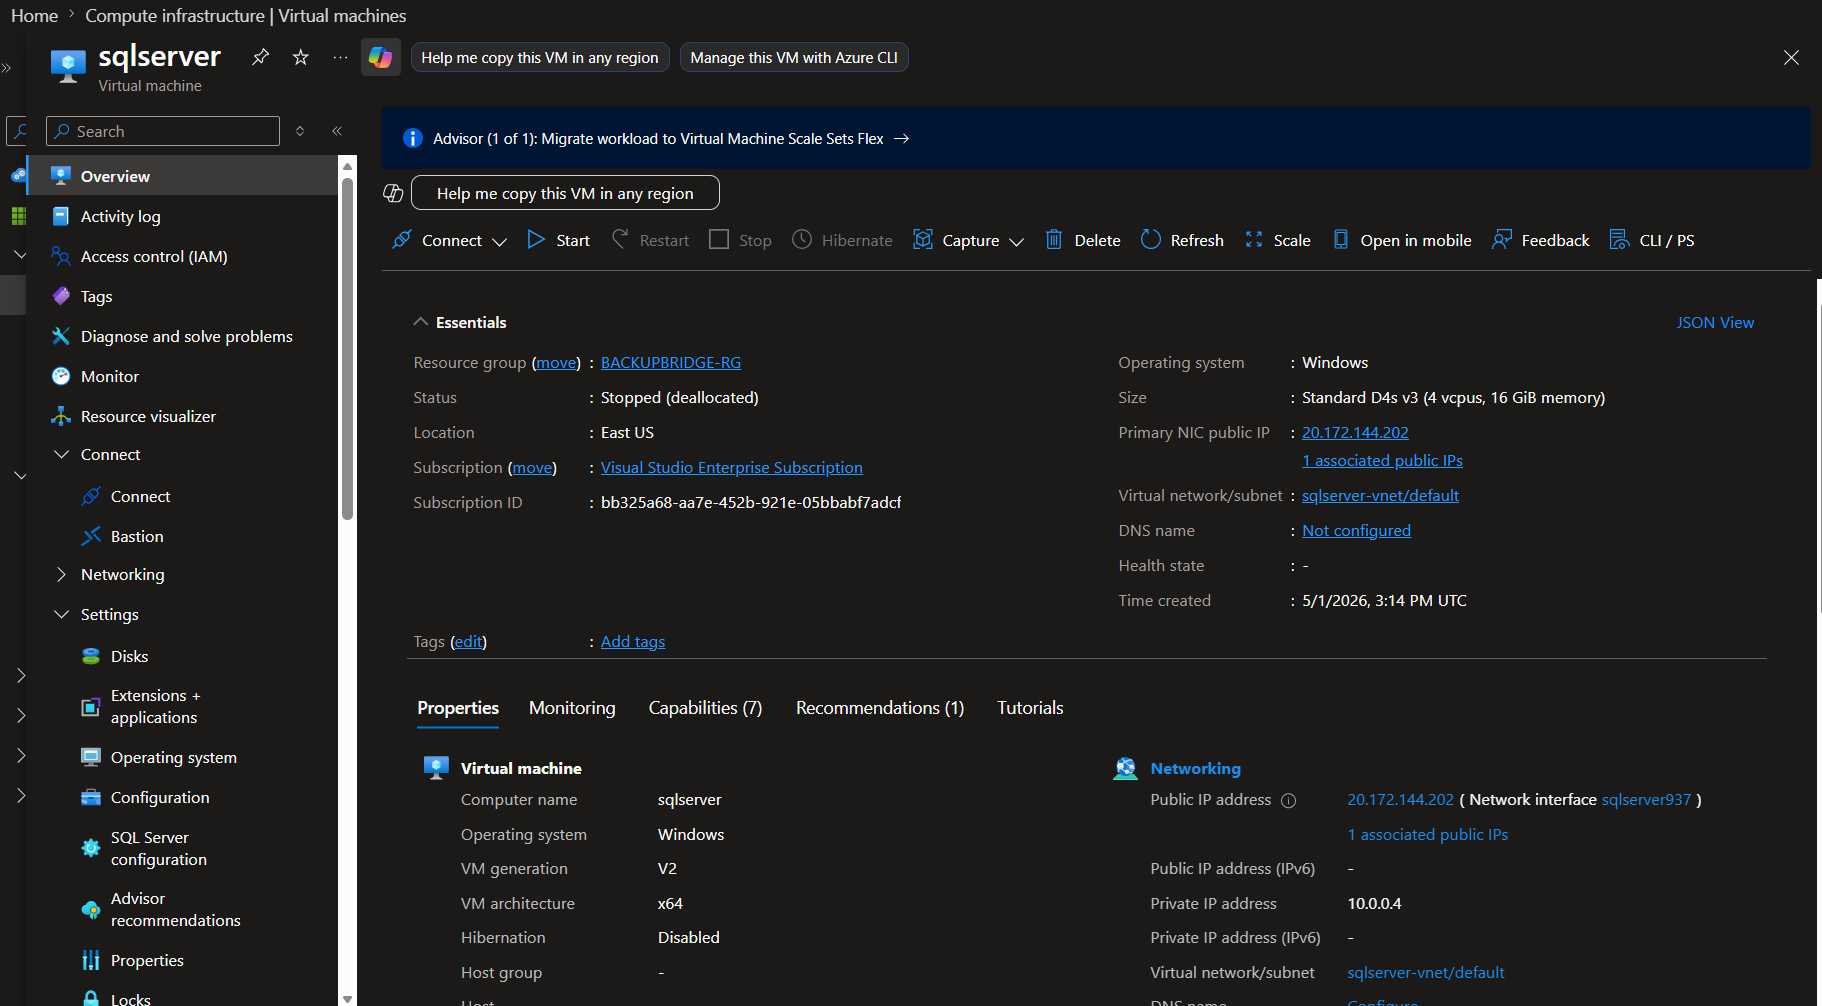 Home > Compute infrastructure | Virtual machines
sqlserver
Virtual machine
Help me copy this VM in any region
Manage this VM with Azure CLI
Search
Overview
Activity log
Access control (IAM)
Tags
Diagnose and solve problems
Monitor
Resource visualizer
Connect
Connect
Bastion
Networking
Settings
Disks
Extensions +
applications
Operating system
Configuration
SQL Server
configuration
Advisor
recommendations
Properties
Locks
Advisor (1 of 1): Migrate workload to Virtual Machine Scale Sets Flex →
Help me copy this VM in any region
Connect Start Restart Stop Hibernate Capture Delete Refresh Scale Open in mobile Feedback CLI / PS
Essentials
JSON View
Resource group (move) : BACKUPBRIDGE-RG
Status : Stopped (deallocated)
Location : East US
Subscription (move) : Visual Studio Enterprise Subscription
Subscription ID : bb325a68-aa7e-452b-921e-05bbabf7adcf
Operating system : Windows
Size : Standard D4s v3 (4 vcpus, 16 GiB memory)
Primary NIC public IP : 20.172.144.202
1 associated public IPs
Virtual network/subnet : sqlserver-vnet/default
DNS name : Not configured
Health state : -
Time created : 5/1/2026, 3:14 PM UTC
Tags (edit) : Add tags
Properties Monitoring Capabilities (7) Recommendations (1) Tutorials
Virtual machine
Computer name sqlserver
Operating system Windows
VM generation V2
VM architecture x64
Hibernation Disabled
Host group -
Host
Networking
Public IP address 20.172.144.202 ( Network interface sqlserver937 )
1 associated public IPs
Public IP address (IPv6) -
Private IP address 10.0.0.4
Private IP address (IPv6) -
Virtual network/subnet sqlserver-vnet/default
DNS name Configure